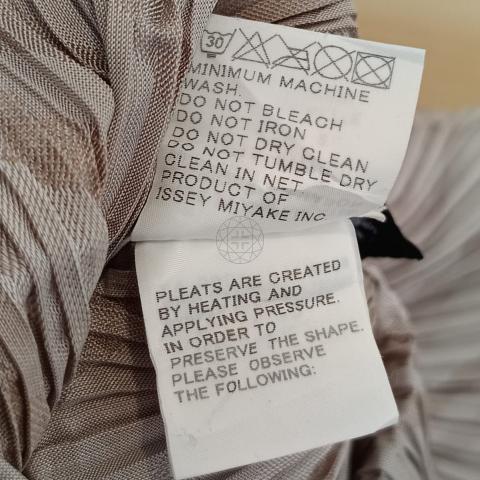 30
MINIMUM MACHINE
WASH.
DO NOT BLEACH
DO NOT IRON
DO NOT DRY CLEAN
DO NOT TUMBLE DRY
CLEAN IN NET
PRODUCT OF
ISSEY MIYAKE INC.
PLEATS ARE CREATED
BY HEATING AND
APPLYING PRESSURE.
IN ORDER TO
PRESERVE THE SHAPE.
PLEASE OBSERVE
THE FOLLOWING: